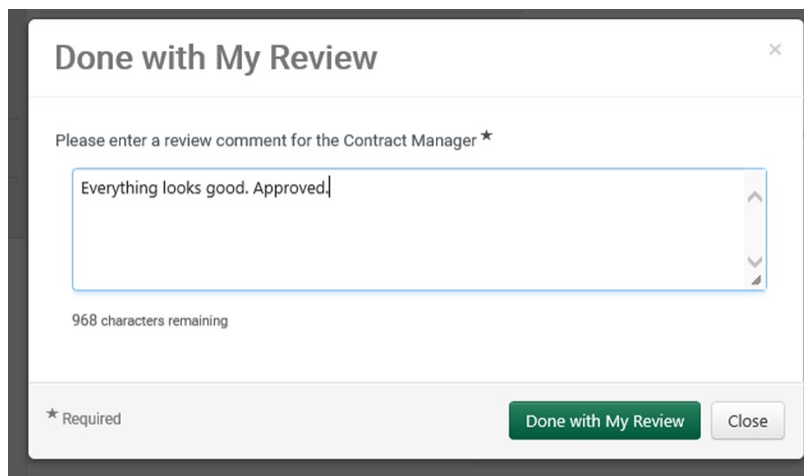 Done with My Review ×
Please enter a review comment for the Contract Manager ★
Everything looks good. Approved.
968 characters remaining
★ Required
Done with My Review
Close